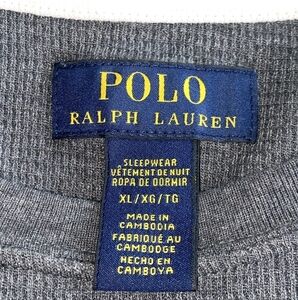 POLO
RALPH LAUREN
SLEEPWEAR
VÊTEMENT DE NUIT
ROPA DE DORMIR
XL/XG/TG
MADE IN
CAMBODIA
FABRIQUÉ AU
CAMBODGE
HECHO EN
CAMBOYA